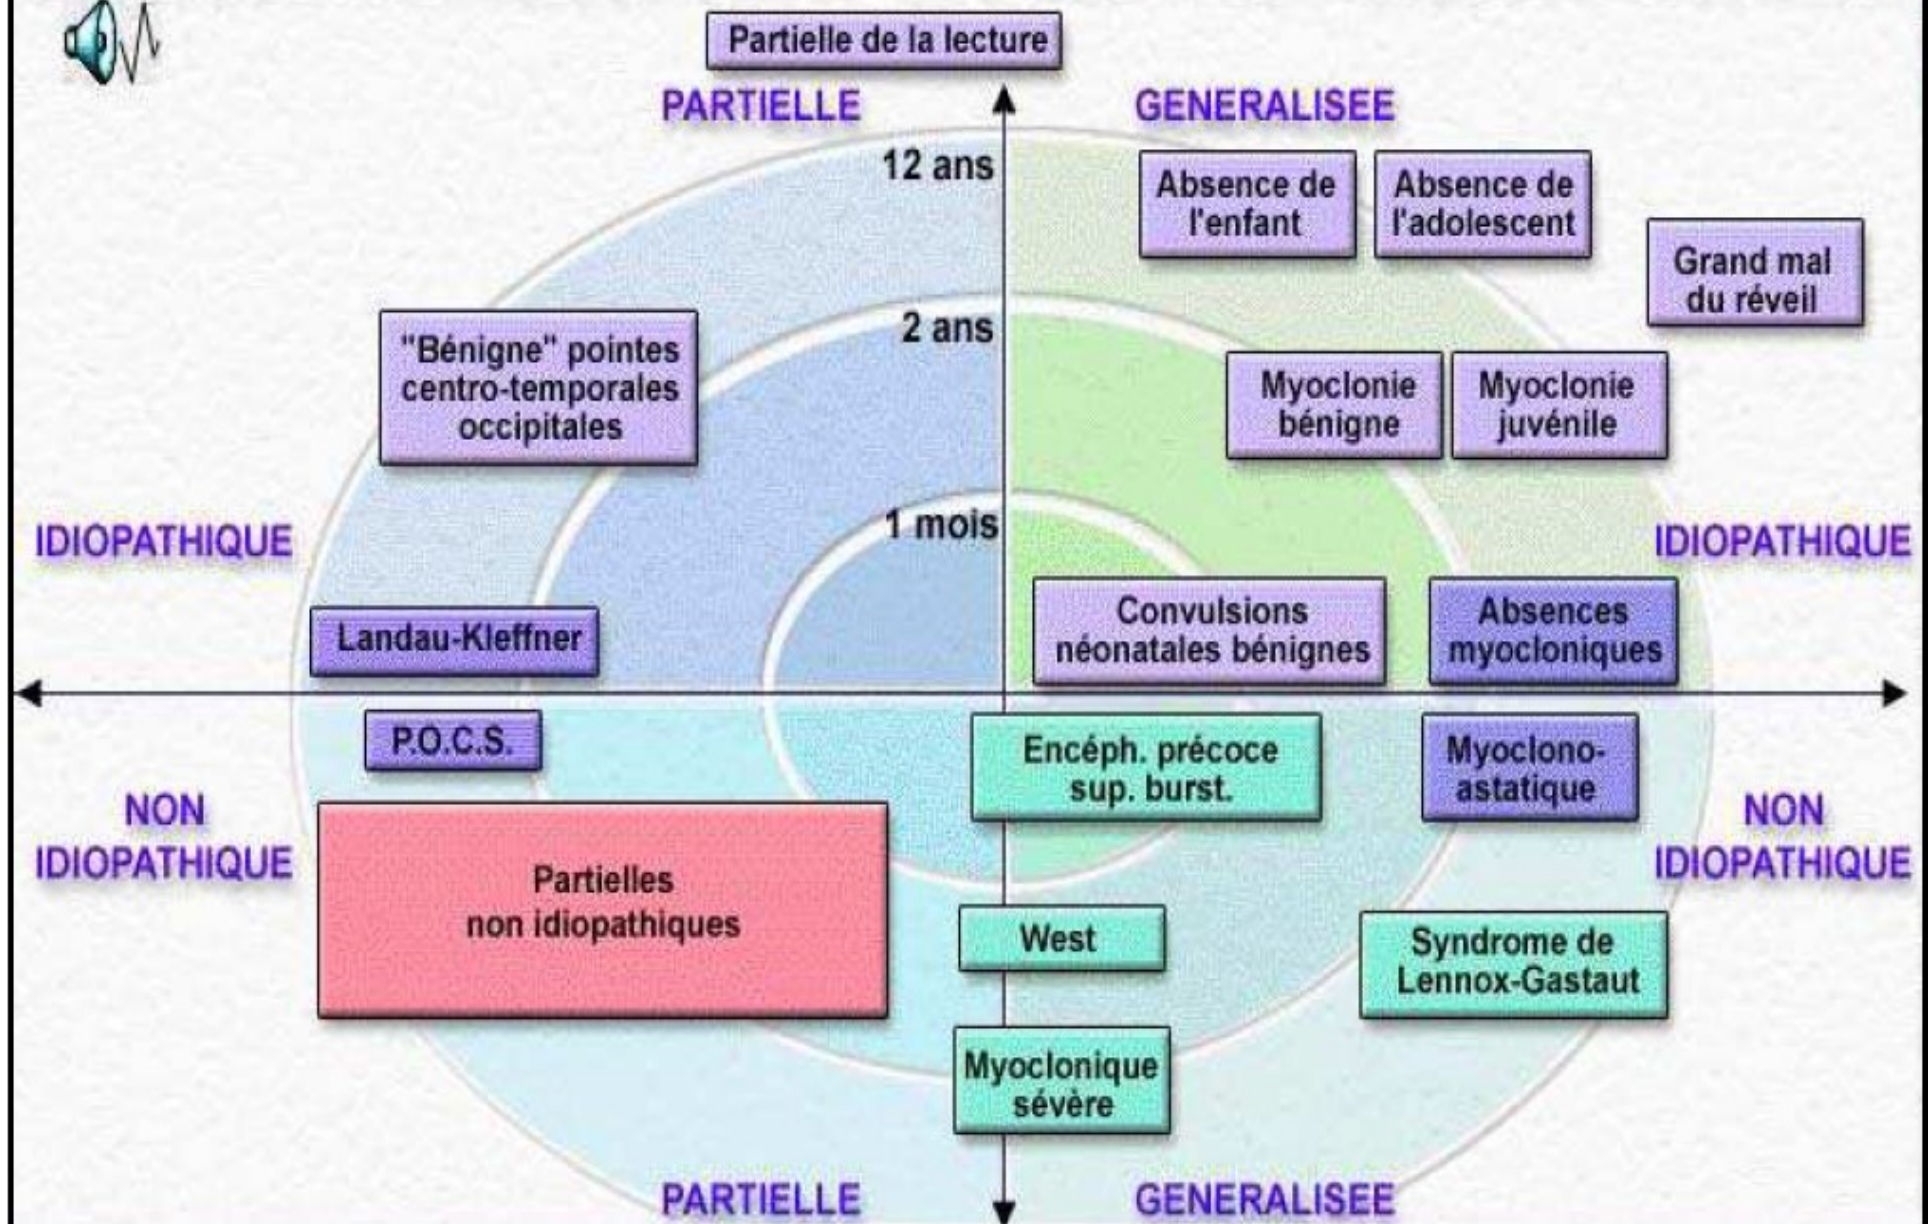 Partielle de la lecture
PARTIELLE
GENERALISEE
12 ans
Absence de
l'enfant
Absence de
l'adolescent
Grand mal
du réveil
2 ans
"Bénigne" pointes
centro-temporales
occipitales
Myoclonie
bénigne
Myoclonie
juvénile
1 mois
IDIOPATHIQUE
IDIOPATHIQUE
Landau-Kleffner
Convulsions
néonatales bénignes
Absences
myocloniques
P.O.C.S.
Encéph. précoce
sup. burst.
Myoclono-
astatique
NON
IDIOPATHIQUE
NON
IDIOPATHIQUE
Partielles
non idiopathiques
West
Syndrome de
Lennox-Gastaut
Myoclonique
sévère
PARTIELLE
GENERALISEE